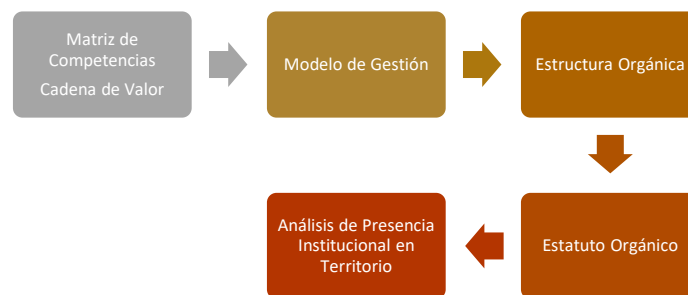 Matriz de
Competencias
Cadena de Valor
Modelo de Gestión
Estructura Orgánica
Estatuto Orgánico
Análisis de Presencia
Institucional en
Territorio